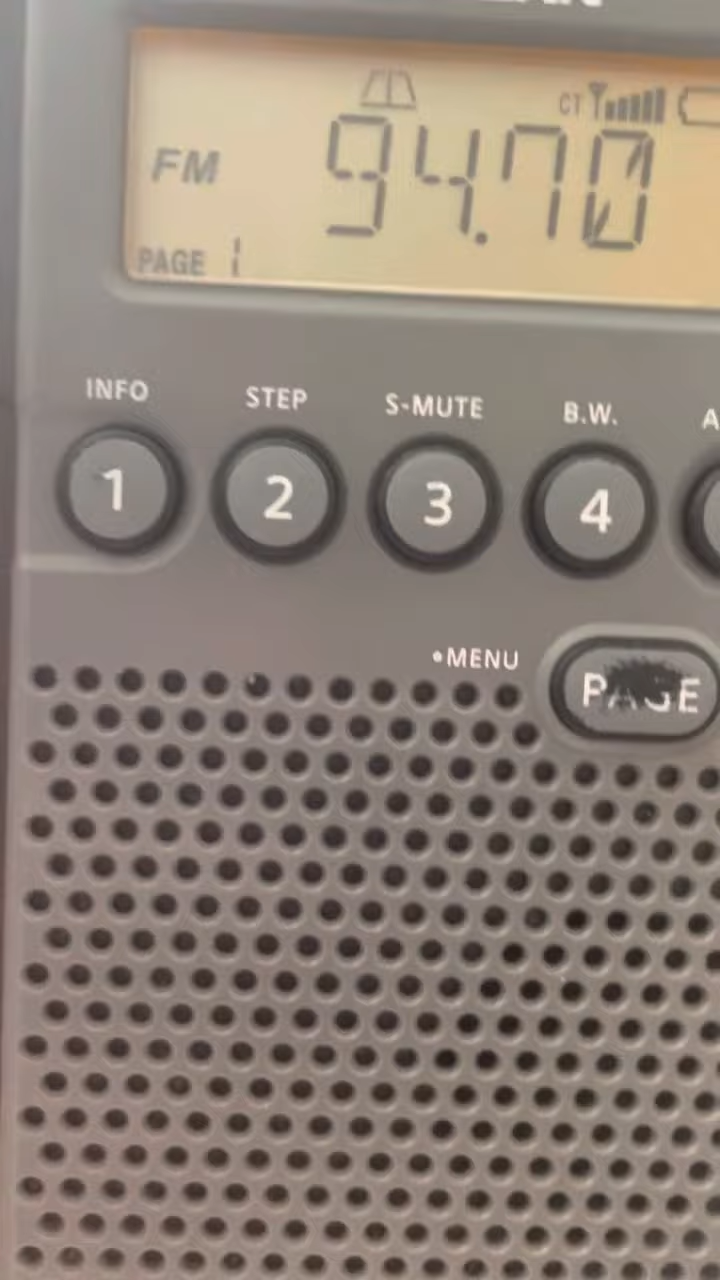 CT
FM 94.70
PAGE 1
INFO STEP S-MUTE B.W.
1 2 3 4
•MENU
PAGE